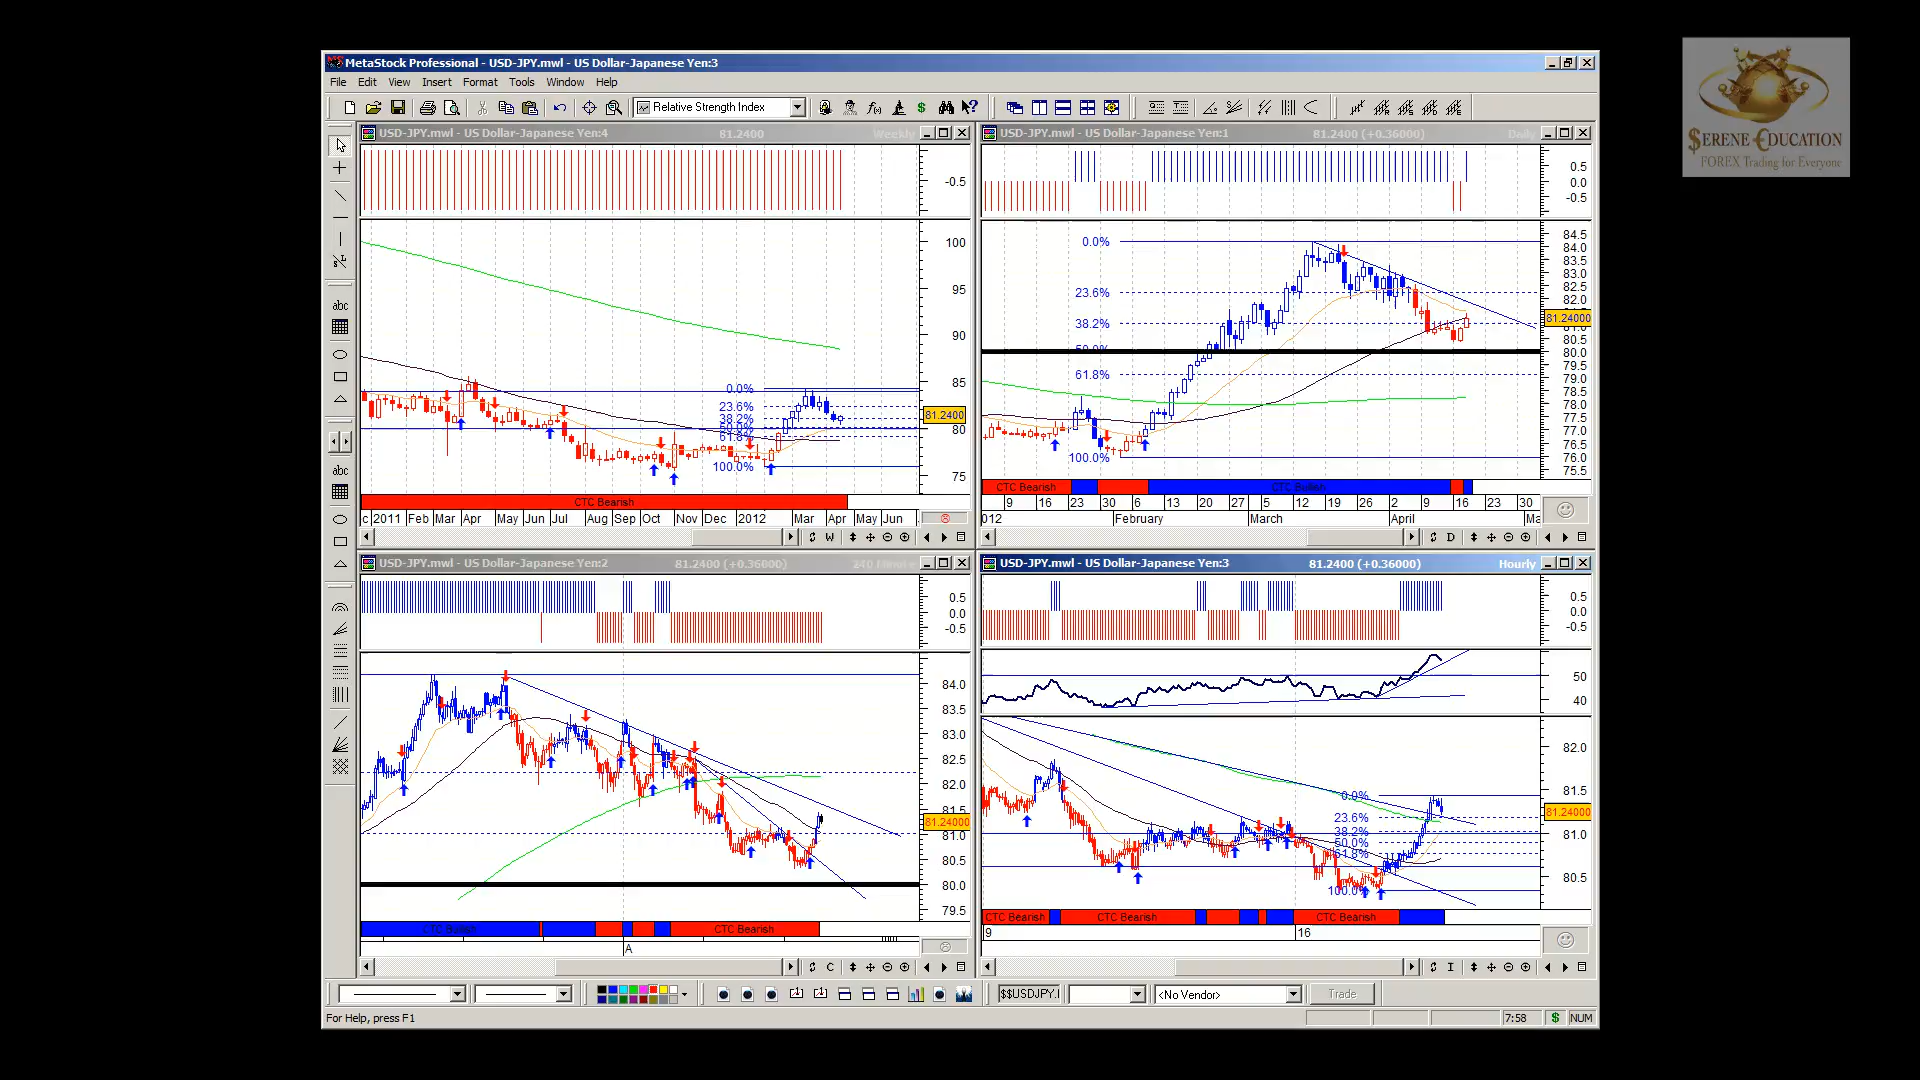 MetaStock Professional - USD-JPY.mwl - US Dollar-Japanese Yen:3
File Edit View Insert Format Tools Window Help
Relative Strength Index
$ERENE EDUCATION
FOREX Trading for Everyone
USD-JPY.mwl - US Dollar-Japanese Yen:4 81.2400 Weekly
-0.5
100
95
90
85
81.2400
80
75
0.0%
23.6%
38.2%
50.0%
61.8%
100.0%
CTC Bearish
c 2011 Feb Mar Apr May Jun Jul Aug Sep Oct Nov Dec 2012 Mar Apr May Jun
W
USD-JPY.mwl - US Dollar-Japanese Yen:1 81.2400 (+0.36000) Daily
0.5
0.0
-0.5
84.5
84.0
83.5
83.0
82.5
82.0
81.24000
81.0
80.5
80.0
79.5
79.0
78.5
78.0
77.5
77.0
76.5
76.0
75.5
0.0%
23.6%
38.2%
50.0%
61.8%
100.0%
CTC Bearish CTC Bullish
9 16 23 30 6 13 20 27 5 12 19 26 2 9 16 23 30
012 February March April Ma
D
USD-JPY.mwl - US Dollar-Japanese Yen:2 81.2400 (+0.36000) 240 Minute
0.5
0.0
-0.5
84.0
83.5
83.0
82.5
82.0
81.5
81.24000
81.0
80.5
80.0
79.5
CTC Bullish CTC Bearish
A
C
USD-JPY.mwl - US Dollar-Japanese Yen:3 81.2400 (+0.36000) Hourly
0.5
0.0
-0.5
50
40
82.0
81.5
81.24000
81.0
80.5
0.0%
23.6%
38.2%
50.0%
61.8%
100.0%
CTC Bearish CTC Bearish CTC Bearish
9 16
I
abc
abc
$$USDJPY.I <No Vendor> Trade
For Help, press F1 7:58 $ NUM